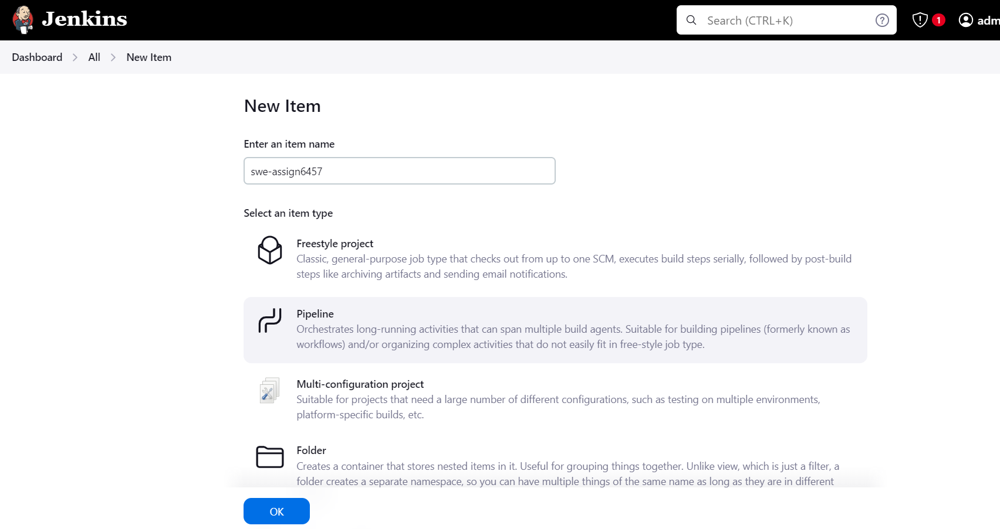 Jenkins
Search (CTRL+K)
?
!
1
adm
Dashboard
All
New Item
New Item
Enter an item name
swe-assign6457
Select an item type
Freestyle project
Classic, general-purpose job type that checks out from up to one SCM, executes build steps serially, followed by post-build
steps like archiving artifacts and sending email notifications.
Pipeline
Orchestrates long-running activities that can span multiple build agents. Suitable for building pipelines (formerly known as
workflows) and/or organizing complex activities that do not easily fit in free-style job type.
Multi-configuration project
Suitable for projects that need a large number of different configurations, such as testing on multiple environments,
platform-specific builds, etc.
Folder
Creates a container that stores nested items in it. Useful for grouping things together. Unlike view, which is just a filter, a
folder creates a separate namespace, so you can have multiple things of the same name as long as they are in different
OK